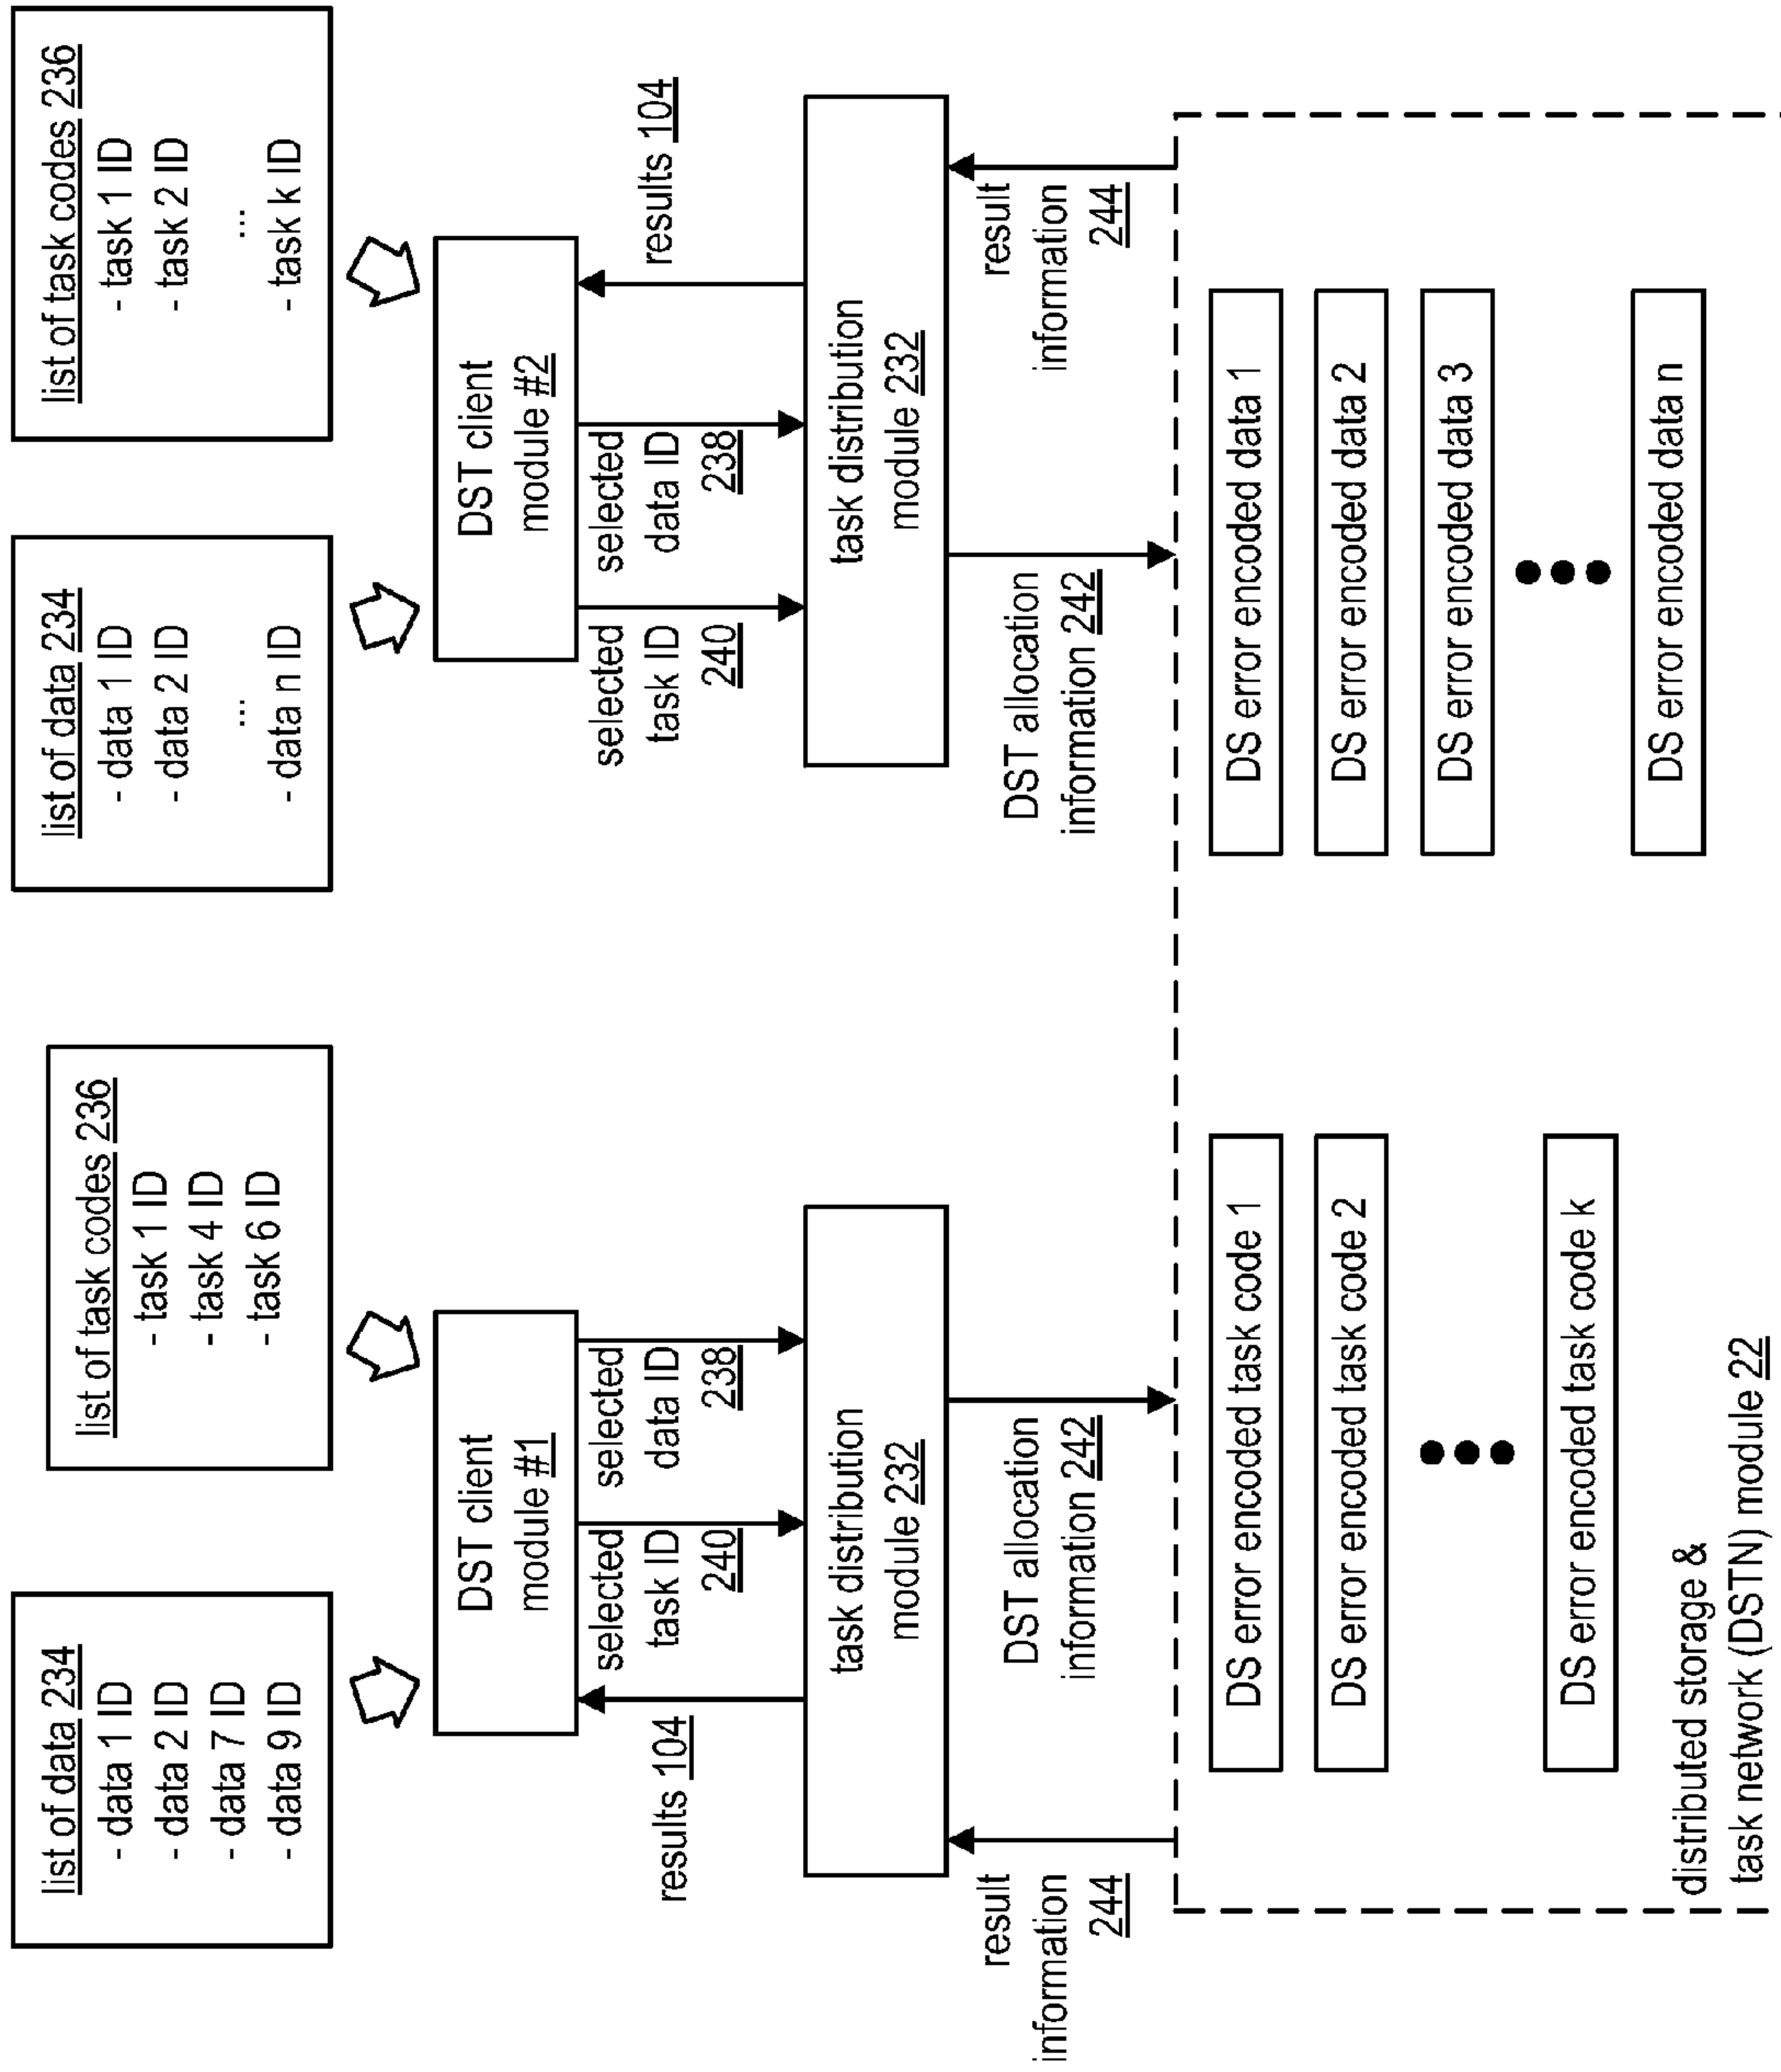 list of data 234
- data 1 ID
- data 2 ID
- data 7 ID
- data 9 ID
list of task codes 236
- task 1 ID
- task 4 ID
- task 6 ID
list of data 234
- data 1 ID
- data 2 ID
...
- data n ID
list of task codes 236
- task 1 ID
- task 2 ID
...
- task k ID
DST client
module #1
DST client
module #2
results 104
selected
task ID
240
selected
data ID
238
selected
task ID
240
selected
data ID
238
results 104
task distribution
module 232
task distribution
module 232
result
information
244
DST allocation
information 242
DST allocation
information 242
result
information
244
DS error encoded task code 1
DS error encoded task code 2
DS error encoded task code k
DS error encoded data 1
DS error encoded data 2
DS error encoded data 3
DS error encoded data n
distributed storage &
task network (DSTN) module 22